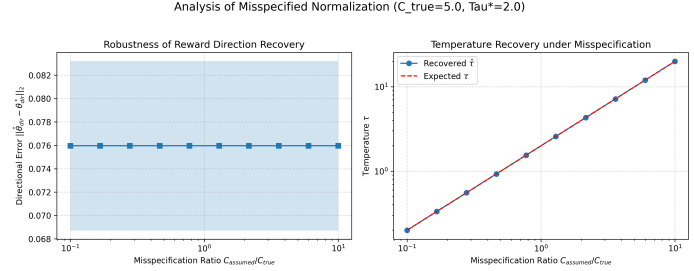 Analysis of Misspecified Normalization (C_true=5.0, Tau*=2.0)
Robustness of Reward Direction Recovery
Directional Error ||θ̂_dir − θ*_dir||₂
0.082
0.080
0.078
0.076
0.074
0.072
0.070
0.068
10⁻¹
10⁰
10¹
Misspecification Ratio C_assumed/C_true
Temperature Recovery under Misspecification
Recovered τ̂
Expected τ
Temperature τ
10¹
10⁰
10⁻¹
10⁰
10¹
Misspecification Ratio C_assumed/C_true